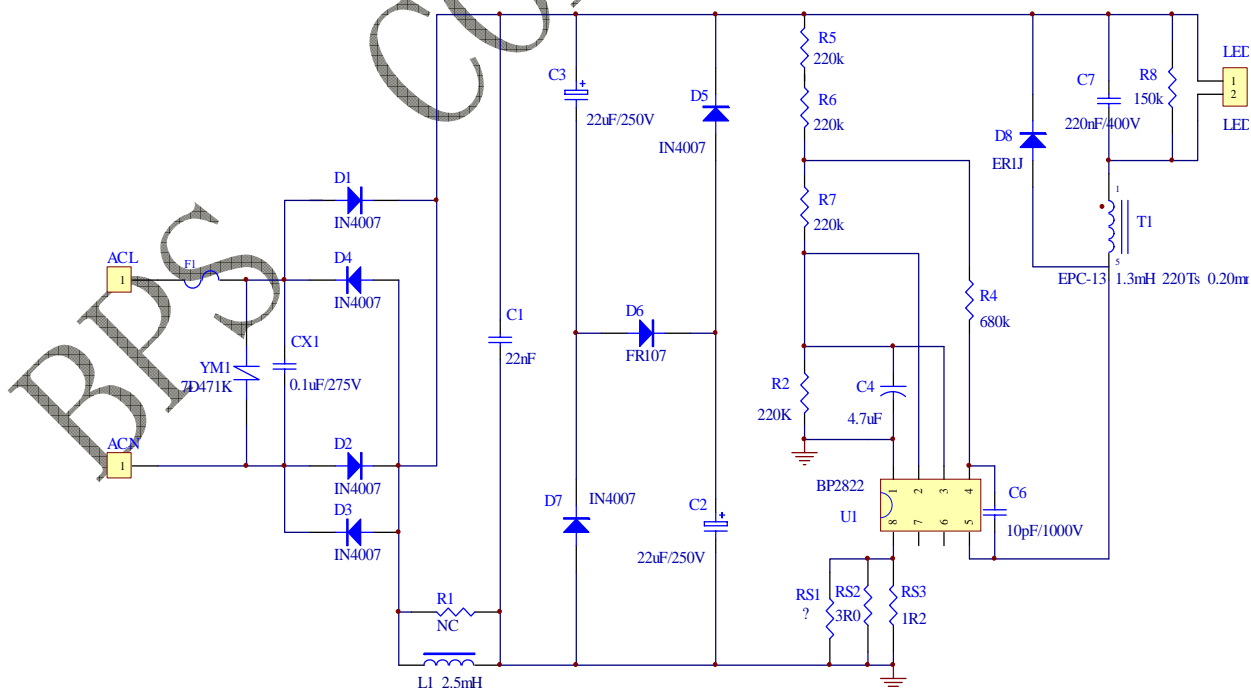 BPS
CO
ACL
1
F1
ACN
1
YM1
7D471K
CX1
0.1uF/275V
D1
IN4007
D4
IN4007
D2
IN4007
D3
IN4007
R1
NC
L1 2.5mH
C1
22nF
C3
+
22uF/250V
D5
IN4007
D6
FR107
D7
IN4007
C2
+
22uF/250V
R5
220k
R6
220k
R7
220k
R4
680k
R2
220K
C4
4.7uF
BP2822
U1
1
2
3
4
8
7
6
5
C6
10pF/1000V
RS1
?
RS2
3R0
RS3
1R2
D8
ER1J
C7
220nF/400V
R8
150k
LED
1
2
LED
1
T1
5
EPC-13 1.3mH 220Ts 0.20mm